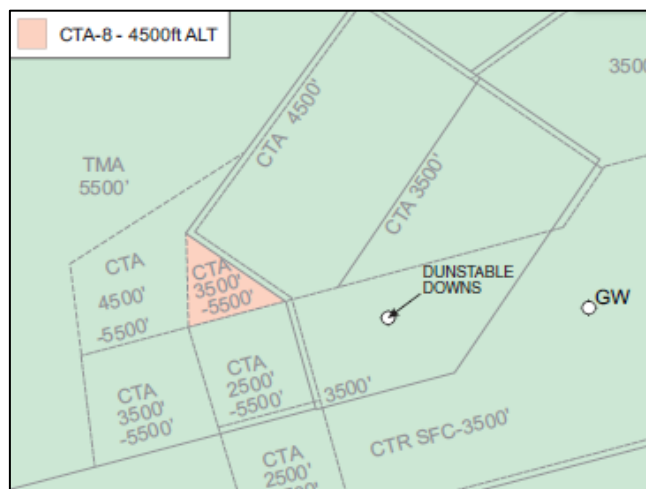 CTA-8 - 4500ft ALT
3500'
CTA 4500'
TMA
5500'
CTA 3500'
CTA
4500'
-5500'
CTA
3500'
-5500'
DUNSTABLE
DOWNS
GW
CTA
3500'
-5500'
CTA
2500'
-5500'
3500'
CTR SFC-3500'
CTA
2500'